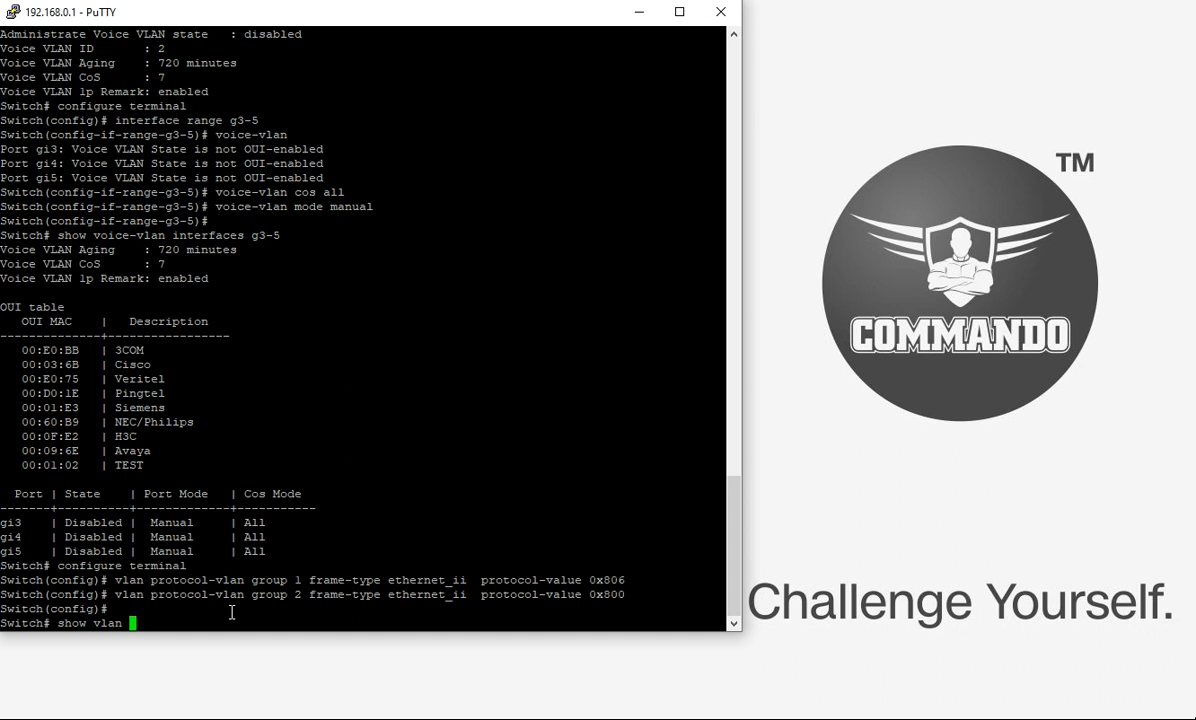 192.168.0.1 - PuTTY
Administrate Voice VLAN state   : disabled
Voice VLAN ID       : 2
Voice VLAN Aging    : 720 minutes
Voice VLAN CoS      : 7
Voice VLAN 1p Remark: enabled
Switch# configure terminal
Switch(config)# interface range g3-5
Switch(config-if-range-g3-5)# voice-vlan
Port gi3: Voice VLAN State is not OUI-enabled
Port gi4: Voice VLAN State is not OUI-enabled
Port gi5: Voice VLAN State is not OUI-enabled
Switch(config-if-range-g3-5)# voice-vlan cos all
Switch(config-if-range-g3-5)# voice-vlan mode manual
Switch(config-if-range-g3-5)#
Switch# show voice-vlan interfaces g3-5
Voice VLAN Aging    : 720 minutes
Voice VLAN CoS      : 7
Voice VLAN 1p Remark: enabled
OUI table
   OUI MAC    |   Description
--------------+-----------------
   00:E0:BB   | 3COM
   00:03:6B   | Cisco
   00:E0:75   | Veritel
   00:D0:1E   | Pingtel
   00:01:E3   | Siemens
   00:60:B9   | NEC/Philips
   00:0F:E2   | H3C
   00:09:6E   | Avaya
   00:01:02   | TEST
  Port | State    | Port Mode   | Cos Mode
-------+----------+-------------+-----------
gi3    | Disabled |  Manual     | All
gi4    | Disabled |  Manual     | All
gi5    | Disabled |  Manual     | All
Switch# configure terminal
Switch(config)# vlan protocol-vlan group 1 frame-type ethernet_ii  protocol-value 0x806
Switch(config)# vlan protocol-vlan group 2 frame-type ethernet_ii  protocol-value 0x800
Switch(config)#
Switch# show vlan
TM
COMMANDO
Challenge Yourself.